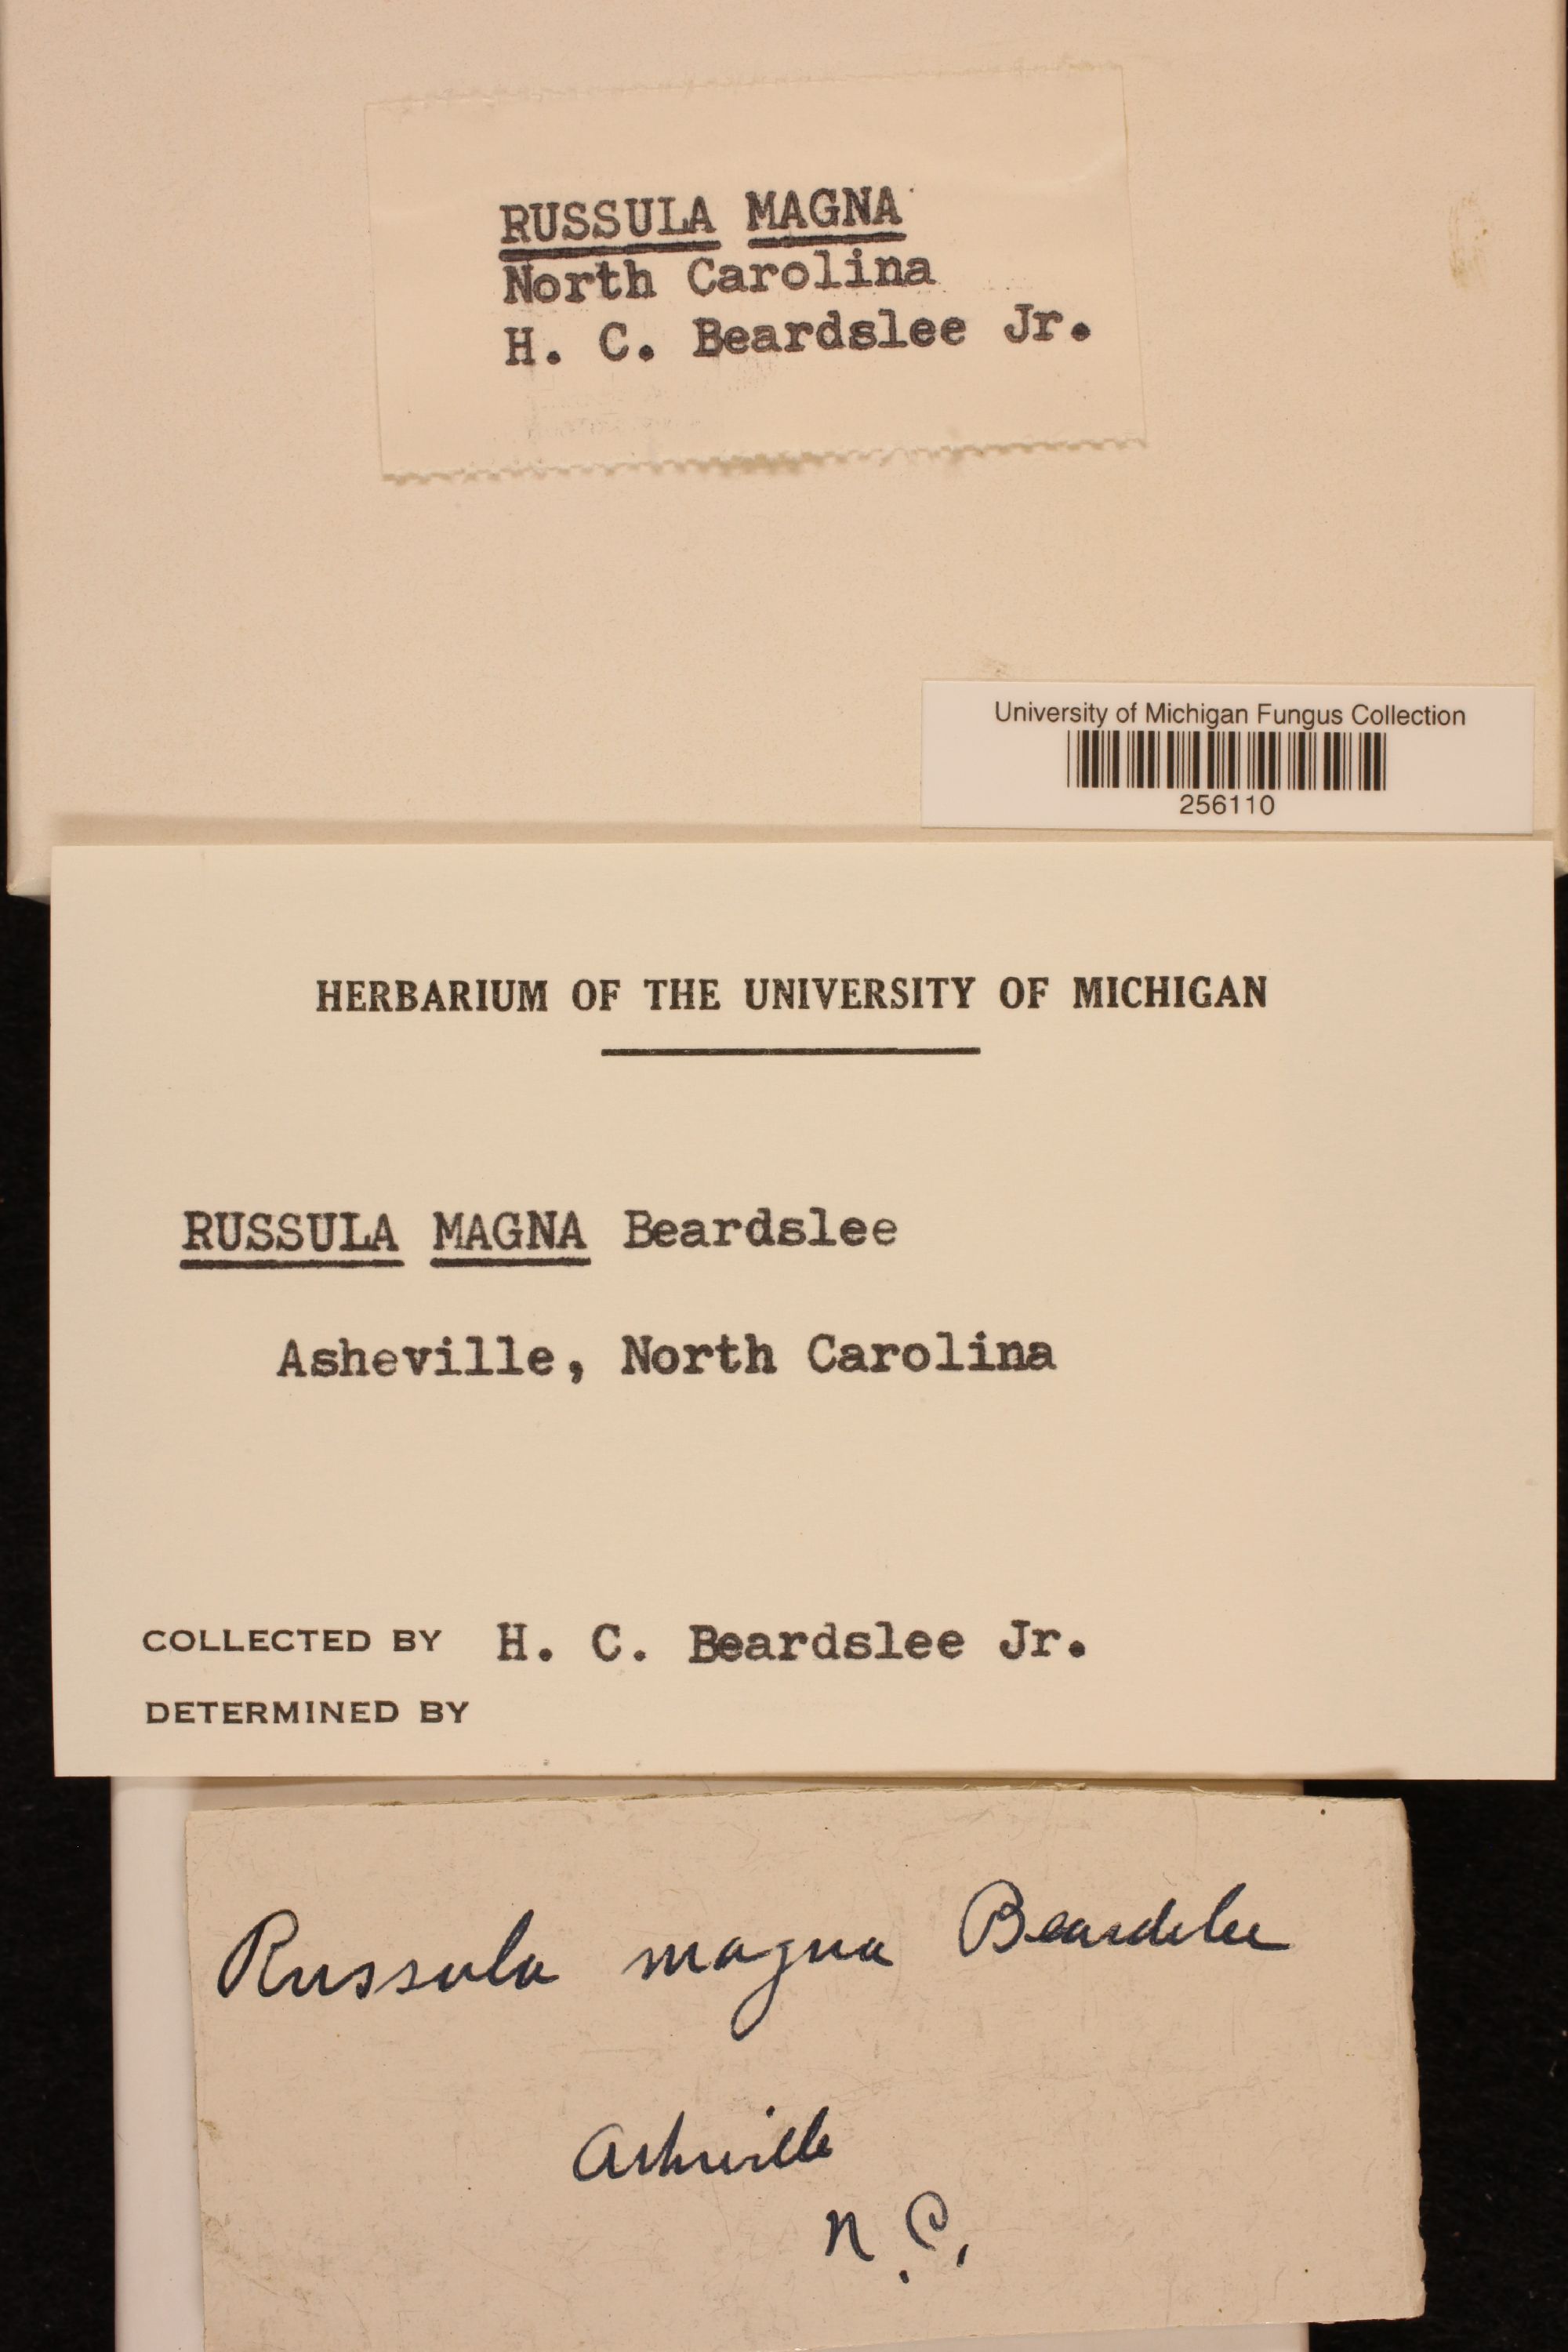 RUSSULA MAGNA
North Carolina
H. C. Beardslee Jr.
University of Michigan Fungus Collection
256110
HERBARIUM OF THE UNIVERSITY OF MICHIGAN
RUSSULA MAGNA Beardslee
Asheville, North Carolina
COLLECTED BY H. C. Beardslee Jr.
DETERMINED BY
Russula magna Beardslee
Asheville
N.C.